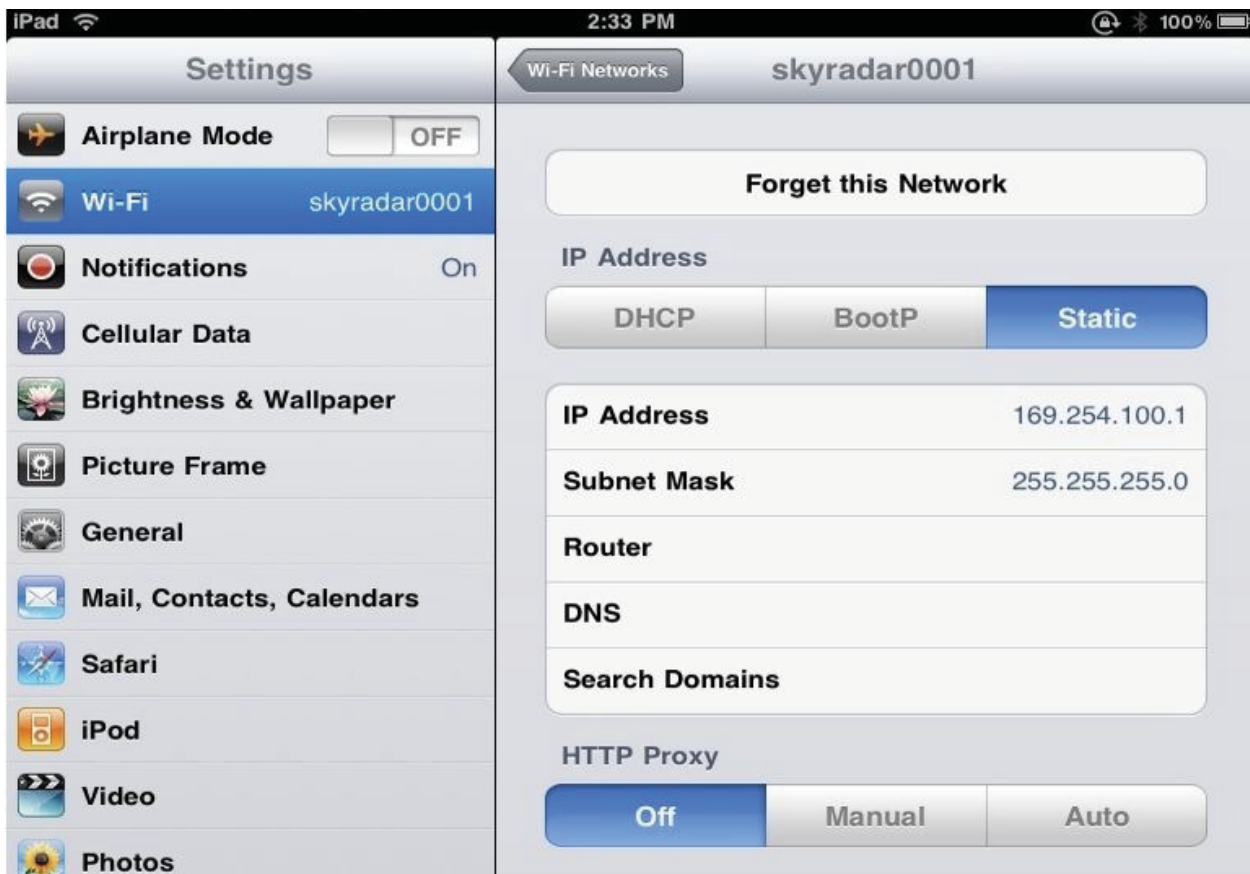 iPad 2:33 PM 100%
Settings
Airplane Mode OFF
Wi-Fi skyradar0001
Notifications On
Cellular Data
Brightness & Wallpaper
Picture Frame
General
Mail, Contacts, Calendars
Safari
iPod
Video
Photos
Wi-Fi Networks skyradar0001
Forget this Network
IP Address
DHCP BootP Static
IP Address 169.254.100.1
Subnet Mask 255.255.255.0
Router
DNS
Search Domains
HTTP Proxy
Off Manual Auto